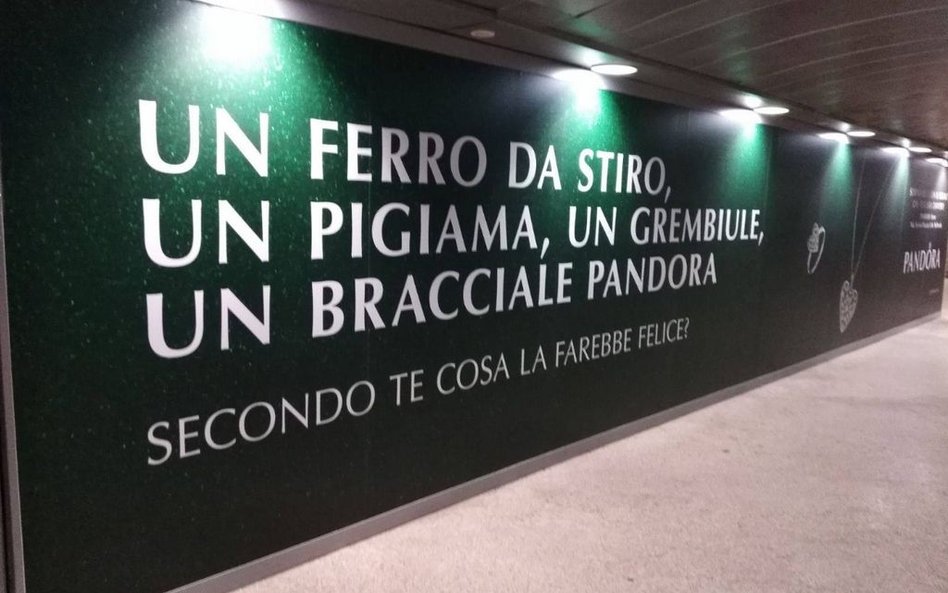 UN FERRO DA STIRO,
UN PIGIAMA, UN GREMBIULE,
UN BRACCIALE PANDORA
SECONDO TE COSA LA FAREBBE FELICE?
PANDORA